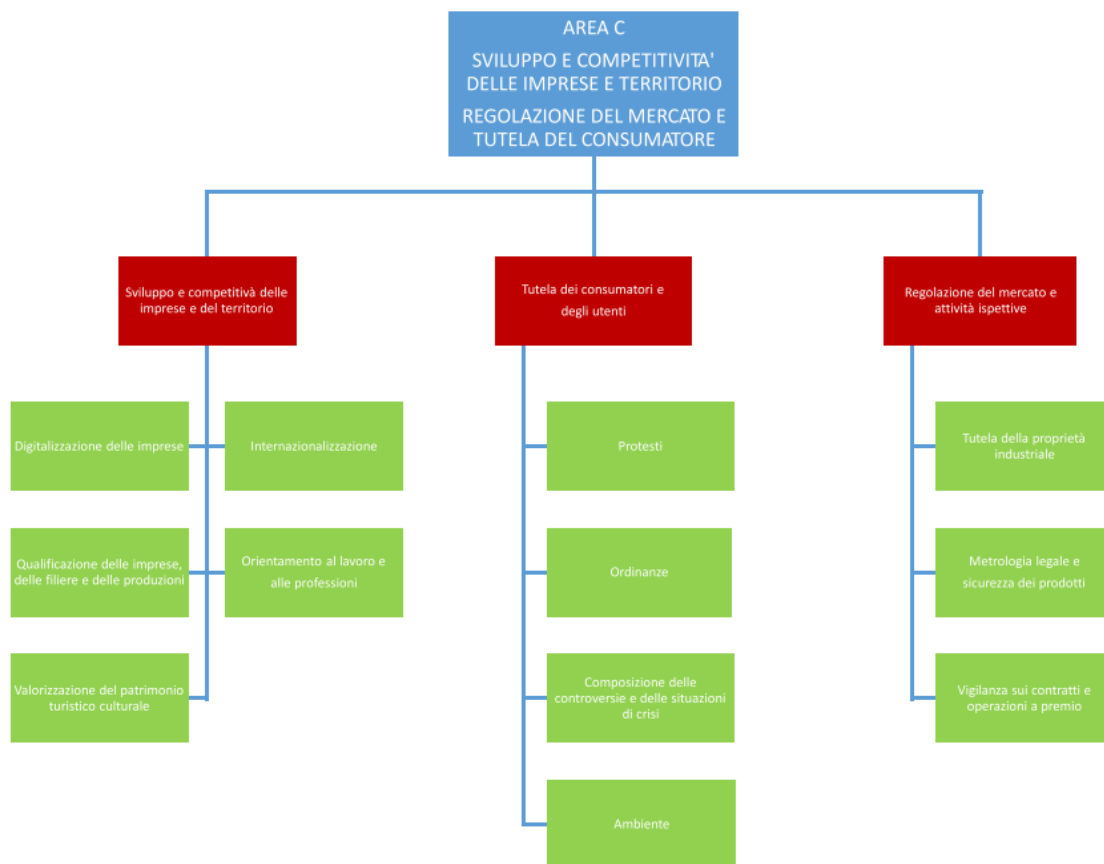 AREA C
SVILUPPO E COMPETITIVITA'
DELLE IMPRESE E TERRITORIO
REGOLAZIONE DEL MERCATO E
TUTELA DEL CONSUMATORE
Sviluppo e competitivà delle
imprese e del territorio
Tutela dei consumatori e
degli utenti
Regolazione del mercato e
attività ispettive
Digitalizzazione delle imprese
Internazionalizzazione
Qualificazione delle imprese,
delle filiere e delle produzioni
Orientamento al lavoro e
alle professioni
Valorizzazione del patrimonio
turistico culturale
Protesti
Ordinanze
Composizione delle
controversie e delle situazioni
di crisi
Ambiente
Tutela della proprietà
industriale
Metrologia legale e
sicurezza dei prodotti
Vigilanza sui contratti e
operazioni a premio